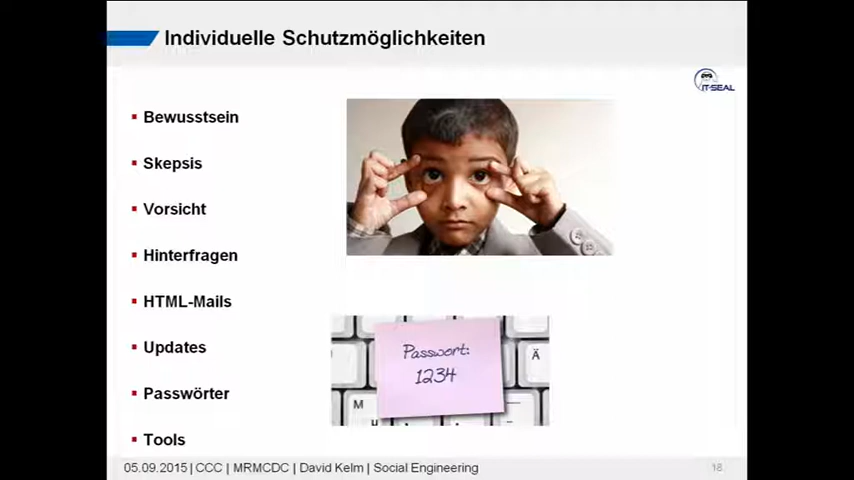 Individuelle Schutzmöglichkeiten
IT-SEAL
Bewusstsein
Skepsis
Vorsicht
Hinterfragen
HTML-Mails
Updates
Passwörter
Tools
Passwort:
1234
Ä
M
05.09.2015 | CCC | MRMCDC | David Kelm | Social Engineering
18